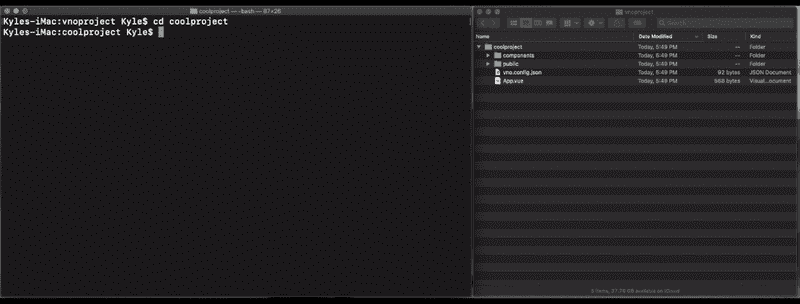 coolproject — -bash — 87×26
Kyles-iMac:vnoproject Kyle$ cd coolproject
Kyles-iMac:coolproject Kyle$
vnoproject
Search
Name Date Modified Size Kind
coolproject Today, 5:49 PM -- Folder
components Today, 5:49 PM -- Folder
public Today, 5:49 PM -- Folder
vno.config.json Today, 5:49 PM 92 bytes JSON Document
App.vue Today, 5:49 PM 568 bytes Visual...ocument
5 items, available on iCloud